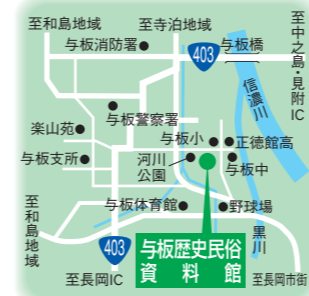 至和島地域
至寺泊地域
至中之島・見附IC
与板消防署
403
与板橋
信濃川
与板警察署
楽山苑
与板小
正徳館高
与板支所
河川
公園
与板中
至和島地域
与板体育館
野球場
黒川
403
与板歴史民俗
資料館
至長岡IC
至長岡市街